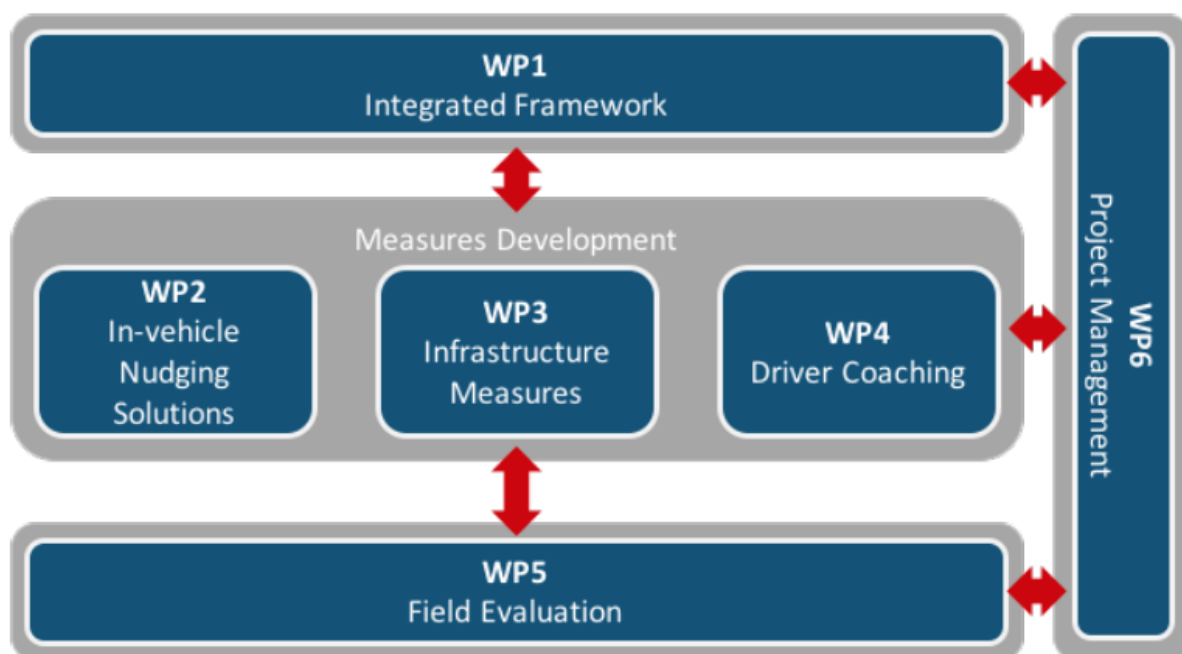 WP1
Integrated Framework
Measures Development
WP2
In-vehicle
Nudging
Solutions
WP3
Infrastructure
Measures
WP4
Driver Coaching
WP5
Field Evaluation
WP6
Project Management